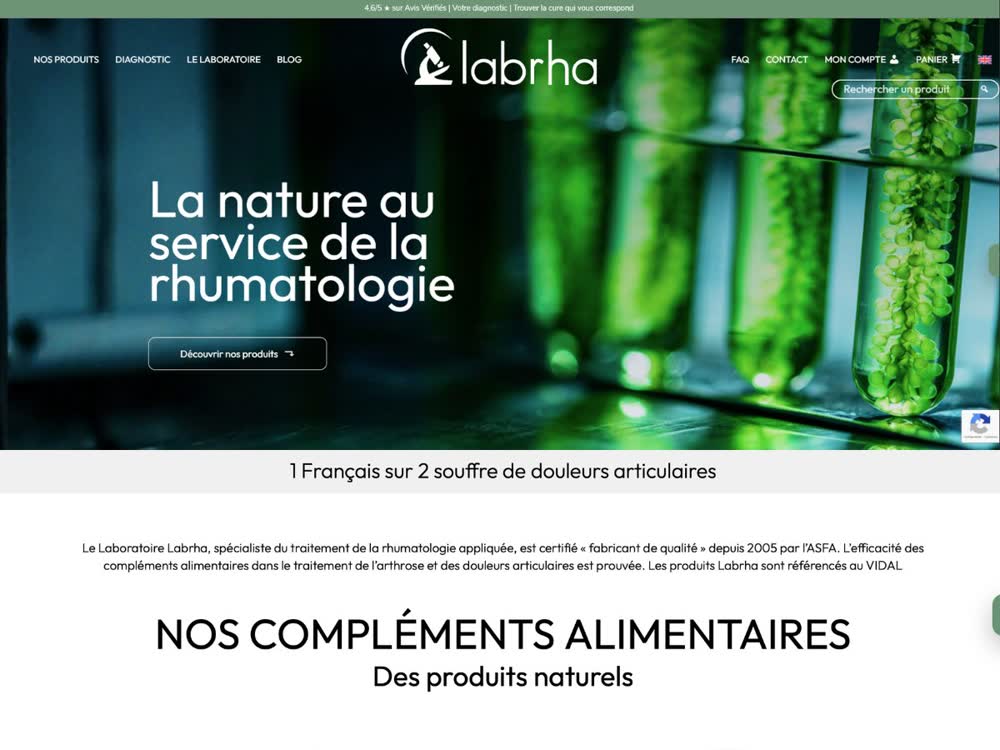 4.6/5 ★ sur Avis Vérifiés | Votre diagnostic | Trouver la cure qui vous correspond
NOS PRODUITS DIAGNOSTIC LE LABORATOIRE BLOG
labrha
FAQ CONTACT MON COMPTE PANIER
Rechercher un produit
La nature au
service de la
rhumatologie
Découvrir nos produits
1 Français sur 2 souffre de douleurs articulaires
Le Laboratoire Labrha, spécialiste du traitement de la rhumatologie appliquée, est certifié « fabricant de qualité » depuis 2005 par l'ASFA. L'efficacité des
compléments alimentaires dans le traitement de l'arthrose et des douleurs articulaires est prouvée. Les produits Labrha sont référencés au VIDAL
NOS COMPLÉMENTS ALIMENTAIRES
Des produits naturels